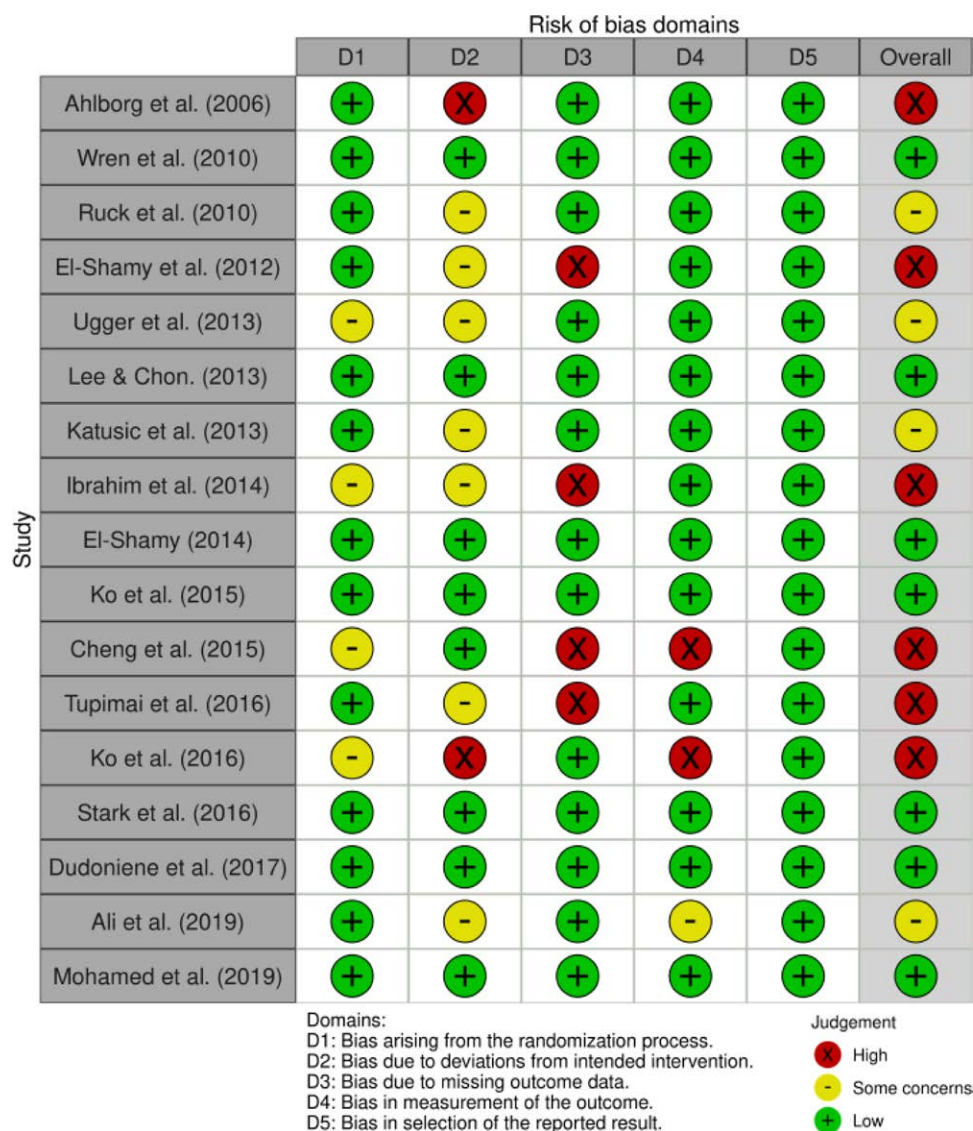 Risk of bias domains
D1 D2 D3 D4 D5 Overall
Study
Ahlborg et al. (2006) + X + + + X
Wren et al. (2010) + + + + + +
Ruck et al. (2010) + - + + + -
El-Shamy et al. (2012) + - X + + X
Ugger et al. (2013) - - + + + -
Lee & Chon. (2013) + + + + + +
Katusic et al. (2013) + - + + + -
Ibrahim et al. (2014) - - X + + X
El-Shamy (2014) + + + + + +
Ko et al. (2015) + + + + + +
Cheng et al. (2015) - + X X + X
Tupimai et al. (2016) + - X + + X
Ko et al. (2016) - X + X + X
Stark et al. (2016) + + + + + +
Dudoniene et al. (2017) + + + + + +
Ali et al. (2019) + - + - + -
Mohamed et al. (2019) + + + + + +
Domains:
D1: Bias arising from the randomization process.
D2: Bias due to deviations from intended intervention.
D3: Bias due to missing outcome data.
D4: Bias in measurement of the outcome.
D5: Bias in selection of the reported result.
Judgement
X High
- Some concerns
+ Low